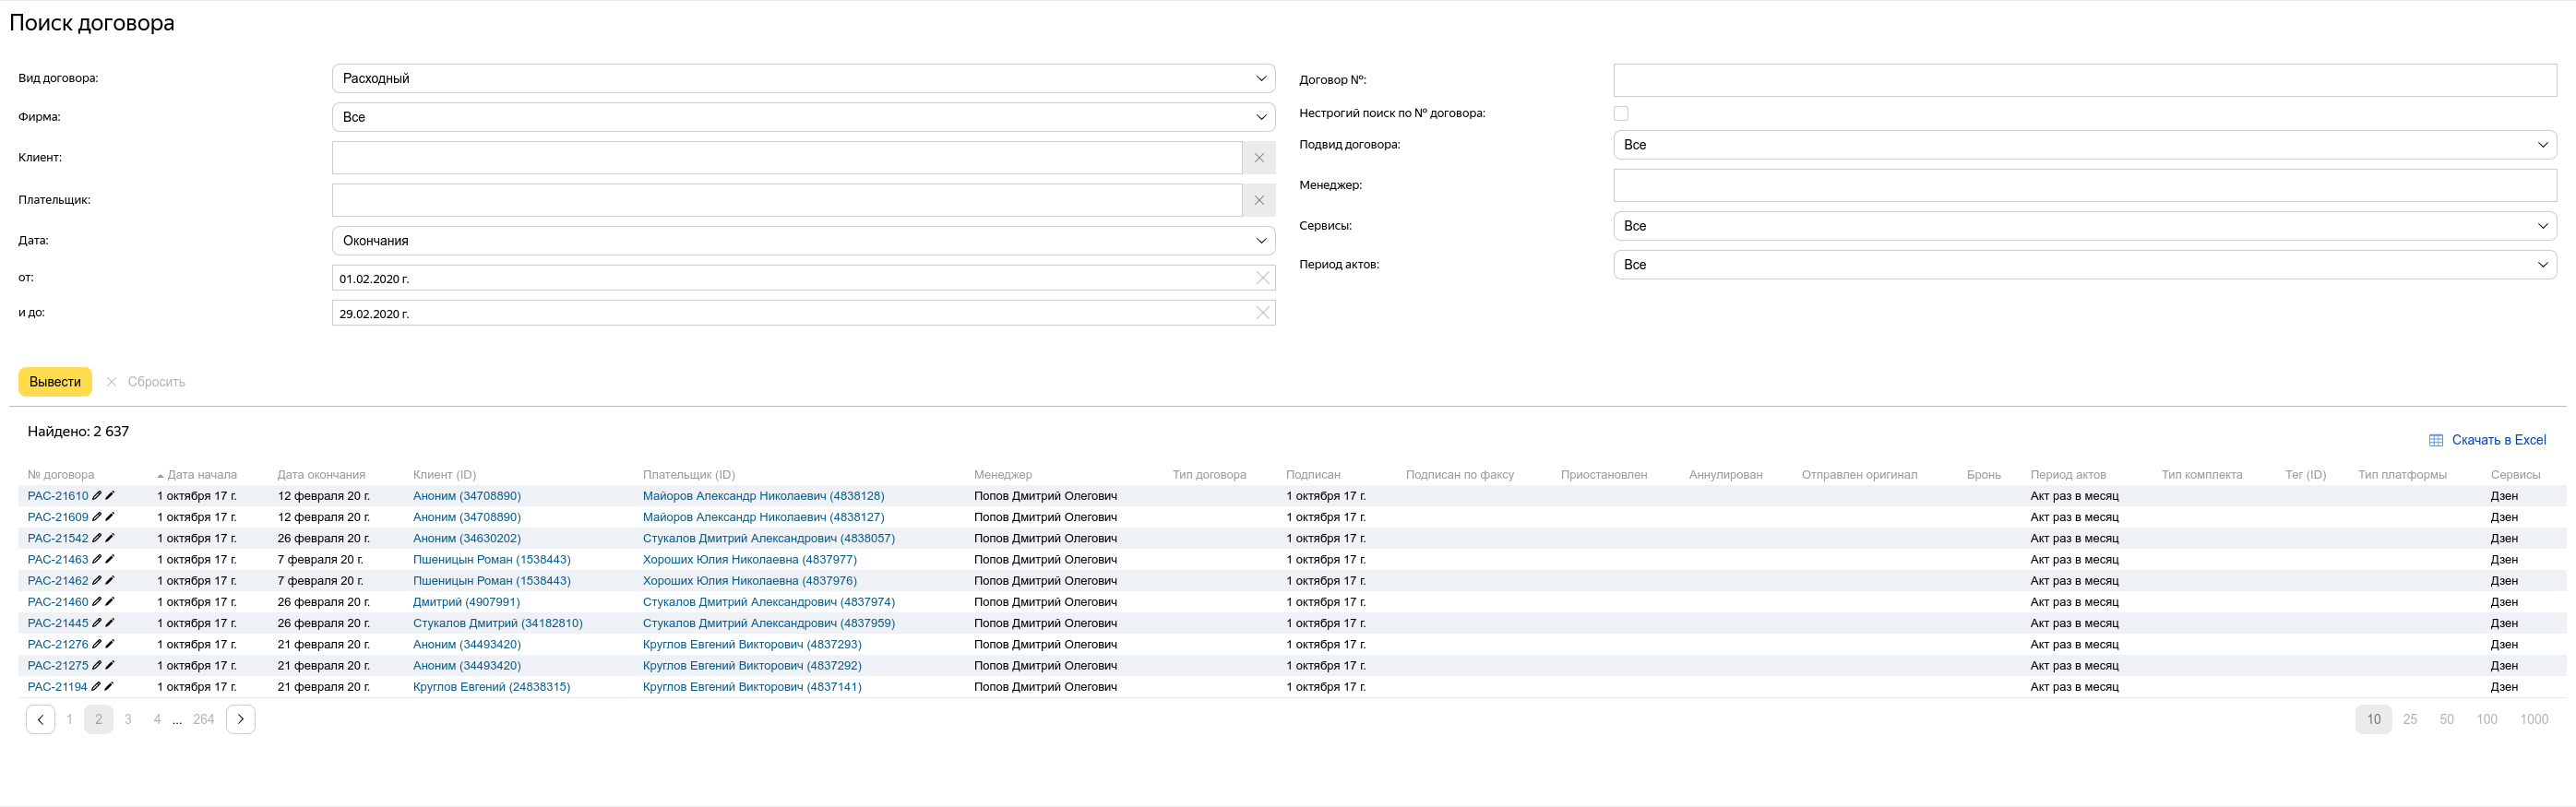 Поиск договора
Вид договора: Расходный
Фирма: Все
Клиент:
Плательщик:
Дата: Окончания
от: 01.02.2020 г.
и до: 29.02.2020 г.
Договор №:
Нестрогий поиск по № договора:
Подвид договора: Все
Менеджер:
Сервисы: Все
Период актов: Все
Вывести Сбросить
Найдено: 2 637
Скачать в Excel
№ договора Дата начала Дата окончания Клиент (ID) Плательщик (ID) Менеджер Тип договора Подписан Подписан по факсу Приостановлен Аннулирован Отправлен оригинал Бронь Период актов Тип комплекта Тег (ID) Тип платформы Сервисы
РАС-21610 1 октября 17 г. 12 февраля 20 г. Аноним (34708890) Майоров Александр Николаевич (4838128) Попов Дмитрий Олегович 1 октября 17 г. Акт раз в месяц Дзен
РАС-21609 1 октября 17 г. 12 февраля 20 г. Аноним (34708890) Майоров Александр Николаевич (4838127) Попов Дмитрий Олегович 1 октября 17 г. Акт раз в месяц Дзен
РАС-21542 1 октября 17 г. 26 февраля 20 г. Аноним (34630202) Стукалов Дмитрий Александрович (4838057) Попов Дмитрий Олегович 1 октября 17 г. Акт раз в месяц Дзен
РАС-21463 1 октября 17 г. 7 февраля 20 г. Пшеницын Роман (1538443) Хороших Юлия Николаевна (4837977) Попов Дмитрий Олегович 1 октября 17 г. Акт раз в месяц Дзен
РАС-21462 1 октября 17 г. 7 февраля 20 г. Пшеницын Роман (1538443) Хороших Юлия Николаевна (4837976) Попов Дмитрий Олегович 1 октября 17 г. Акт раз в месяц Дзен
РАС-21460 1 октября 17 г. 26 февраля 20 г. Дмитрий (4907991) Стукалов Дмитрий Александрович (4837974) Попов Дмитрий Олегович 1 октября 17 г. Акт раз в месяц Дзен
РАС-21445 1 октября 17 г. 26 февраля 20 г. Стукалов Дмитрий (34182810) Стукалов Дмитрий Александрович (4837959) Попов Дмитрий Олегович 1 октября 17 г. Акт раз в месяц Дзен
РАС-21276 1 октября 17 г. 21 февраля 20 г. Аноним (34493420) Круглов Евгений Викторович (4837293) Попов Дмитрий Олегович 1 октября 17 г. Акт раз в месяц Дзен
РАС-21275 1 октября 17 г. 21 февраля 20 г. Аноним (34493420) Круглов Евгений Викторович (4837292) Попов Дмитрий Олегович 1 октября 17 г. Акт раз в месяц Дзен
РАС-21194 1 октября 17 г. 21 февраля 20 г. Круглов Евгений (24838315) Круглов Евгений Викторович (4837141) Попов Дмитрий Олегович 1 октября 17 г. Акт раз в месяц Дзен
1 2 3 4 ... 264 10 25 50 100 1000